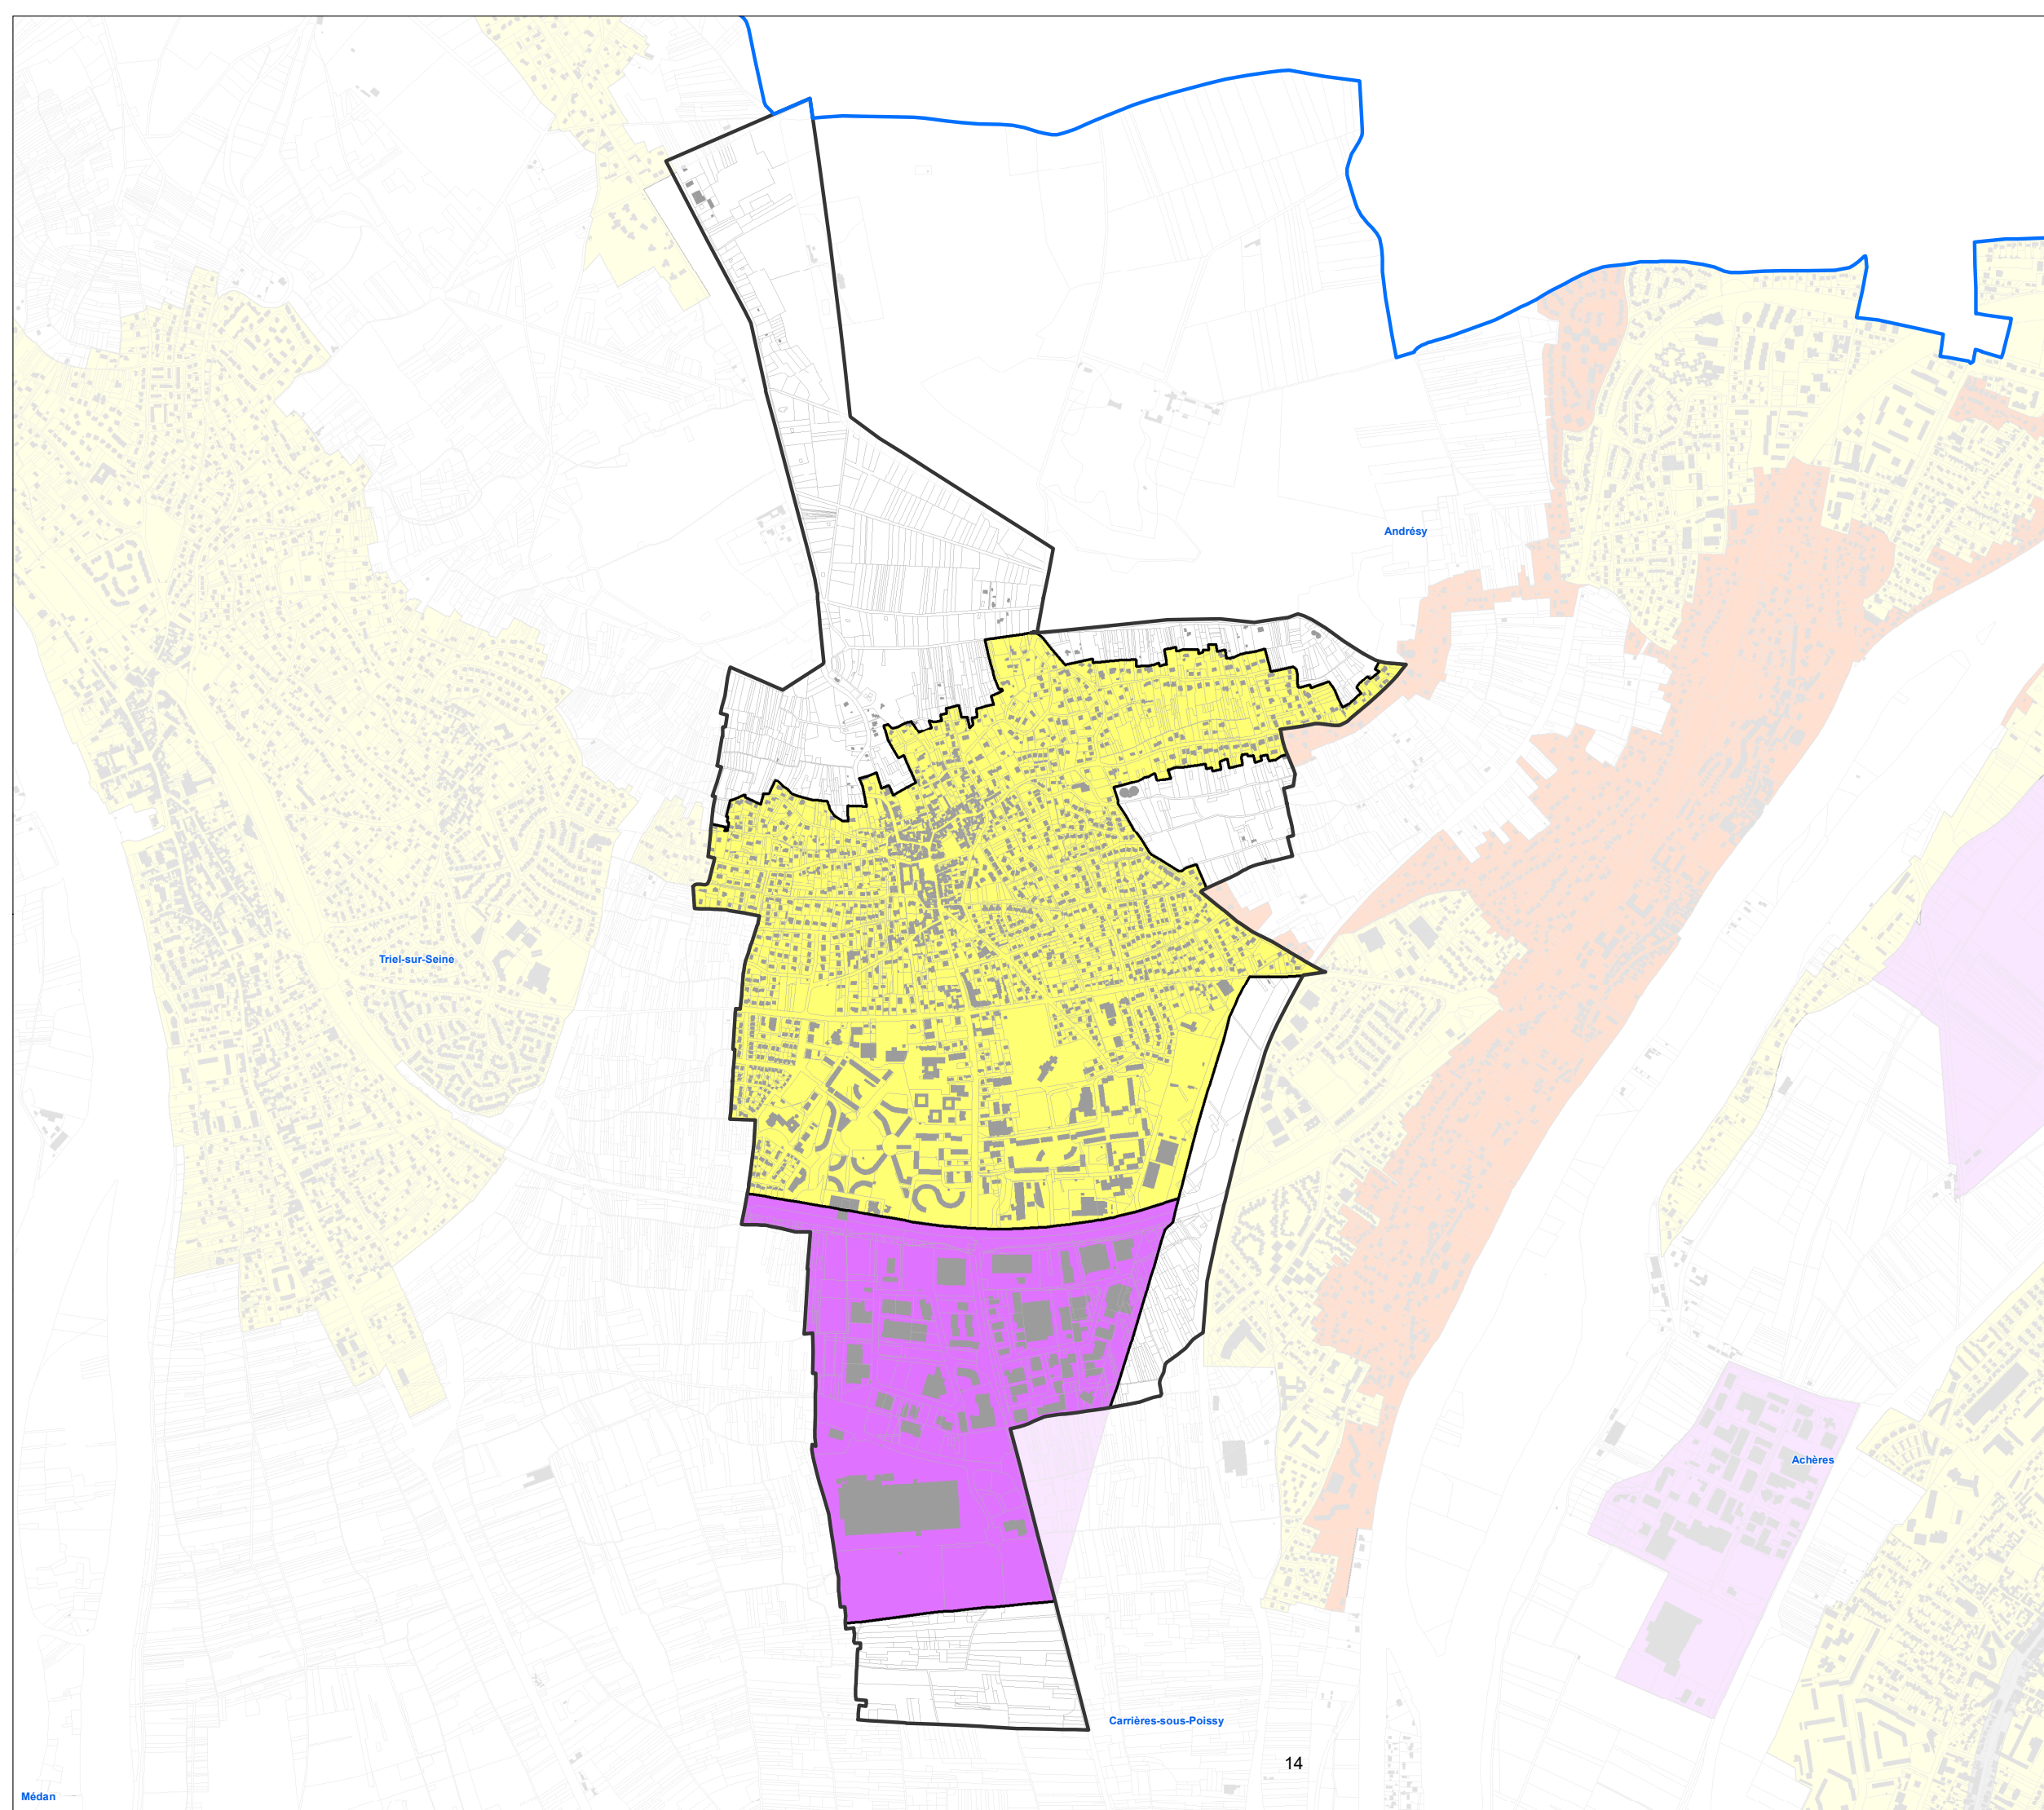 Andrésy
Triel-sur-Seine
Achères
Carrières-sous-Poissy
14
Médan